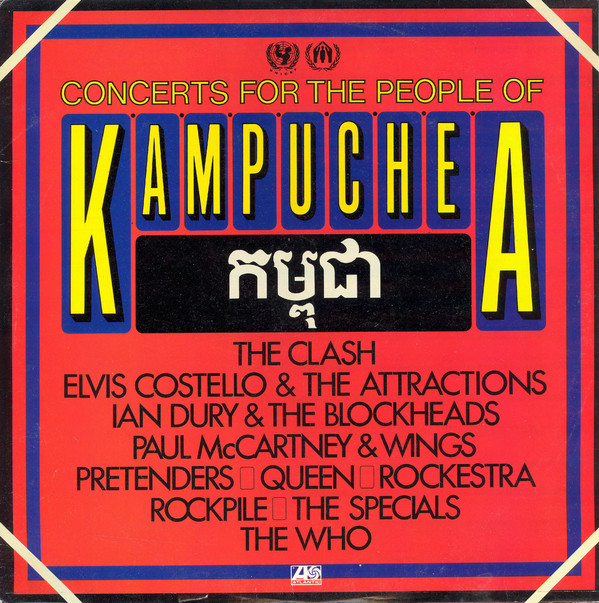 CONCERTS FOR THE PEOPLE OF
KAMPUCHEA
កម្ពុជា
THE CLASH
ELVIS COSTELLO & THE ATTRACTIONS
IAN DURY & THE BLOCKHEADS
PAUL McCARTNEY & WINGS
PRETENDERS ▯ QUEEN ▯ ROCKESTRA
ROCKPILE ▯ THE SPECIALS
THE WHO
ATLANTIC